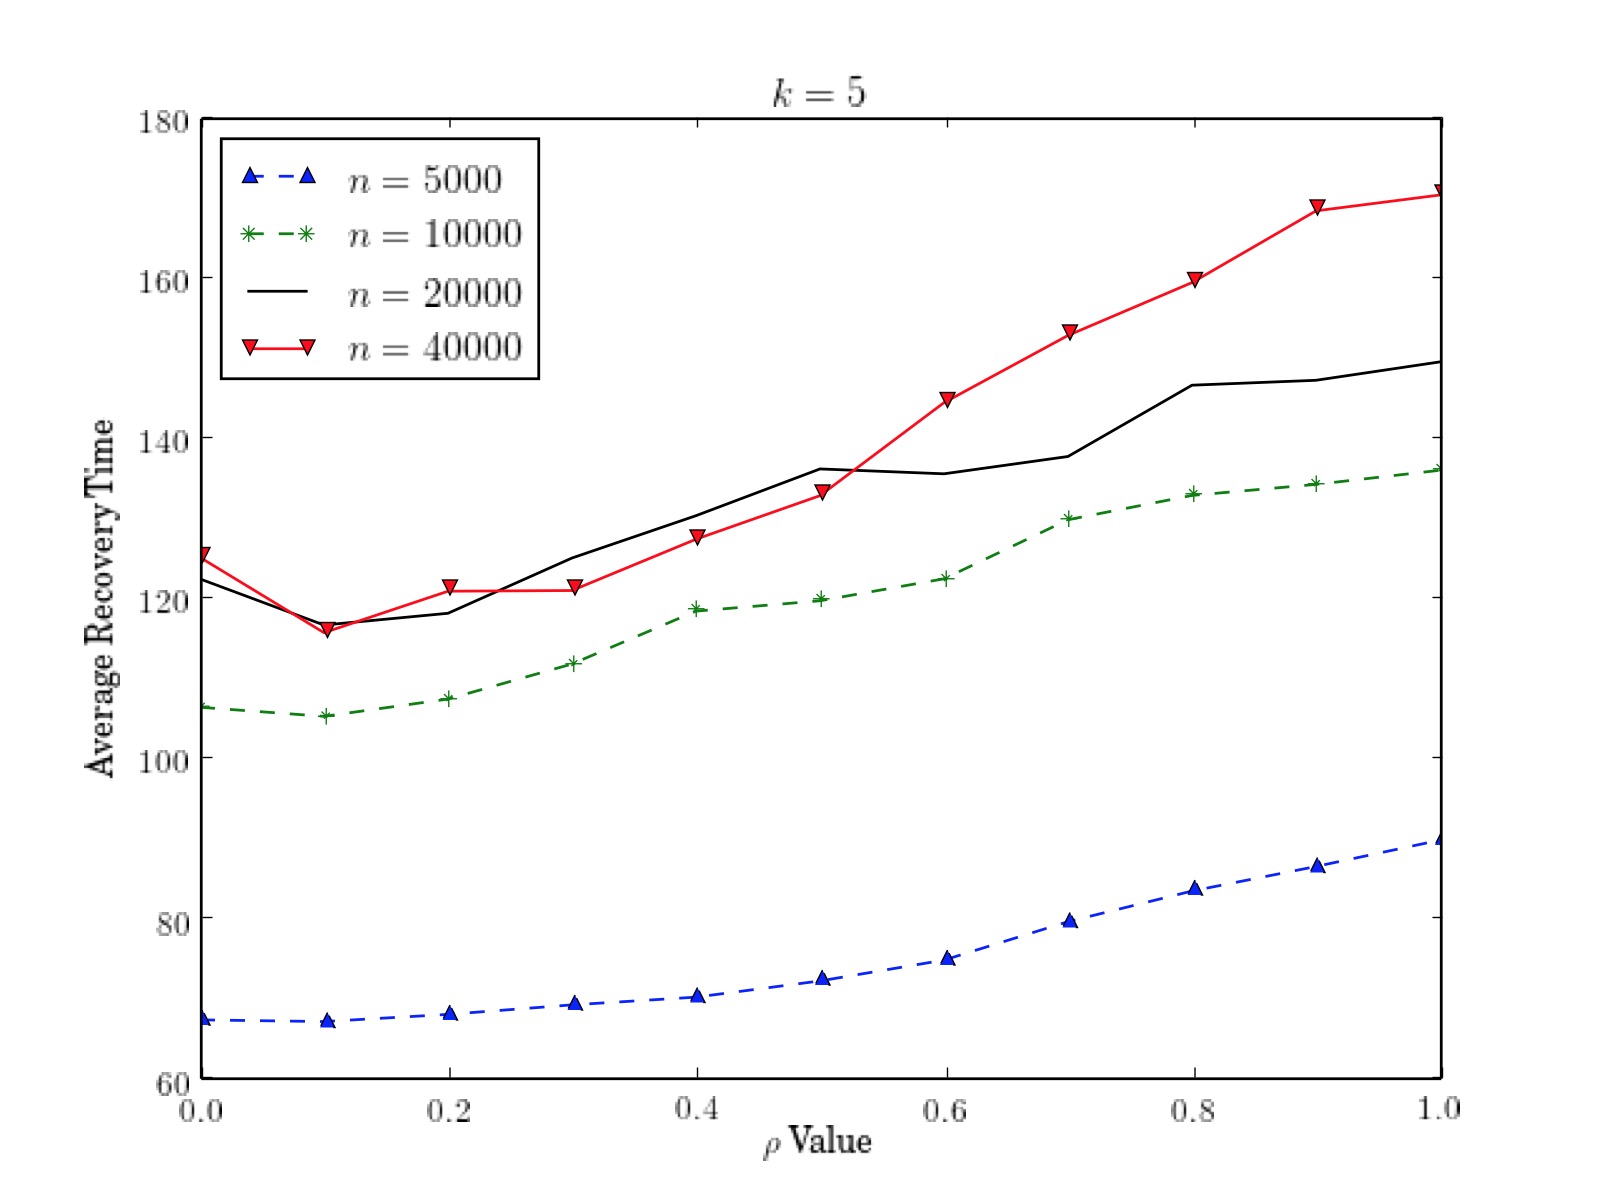 k = 5
180
160
140
120
100
80
60
n = 5000
n = 10000
n = 20000
n = 40000
Average Recovery Time
0.0 0.2 0.4 0.6 0.8 1.0
ρ Value